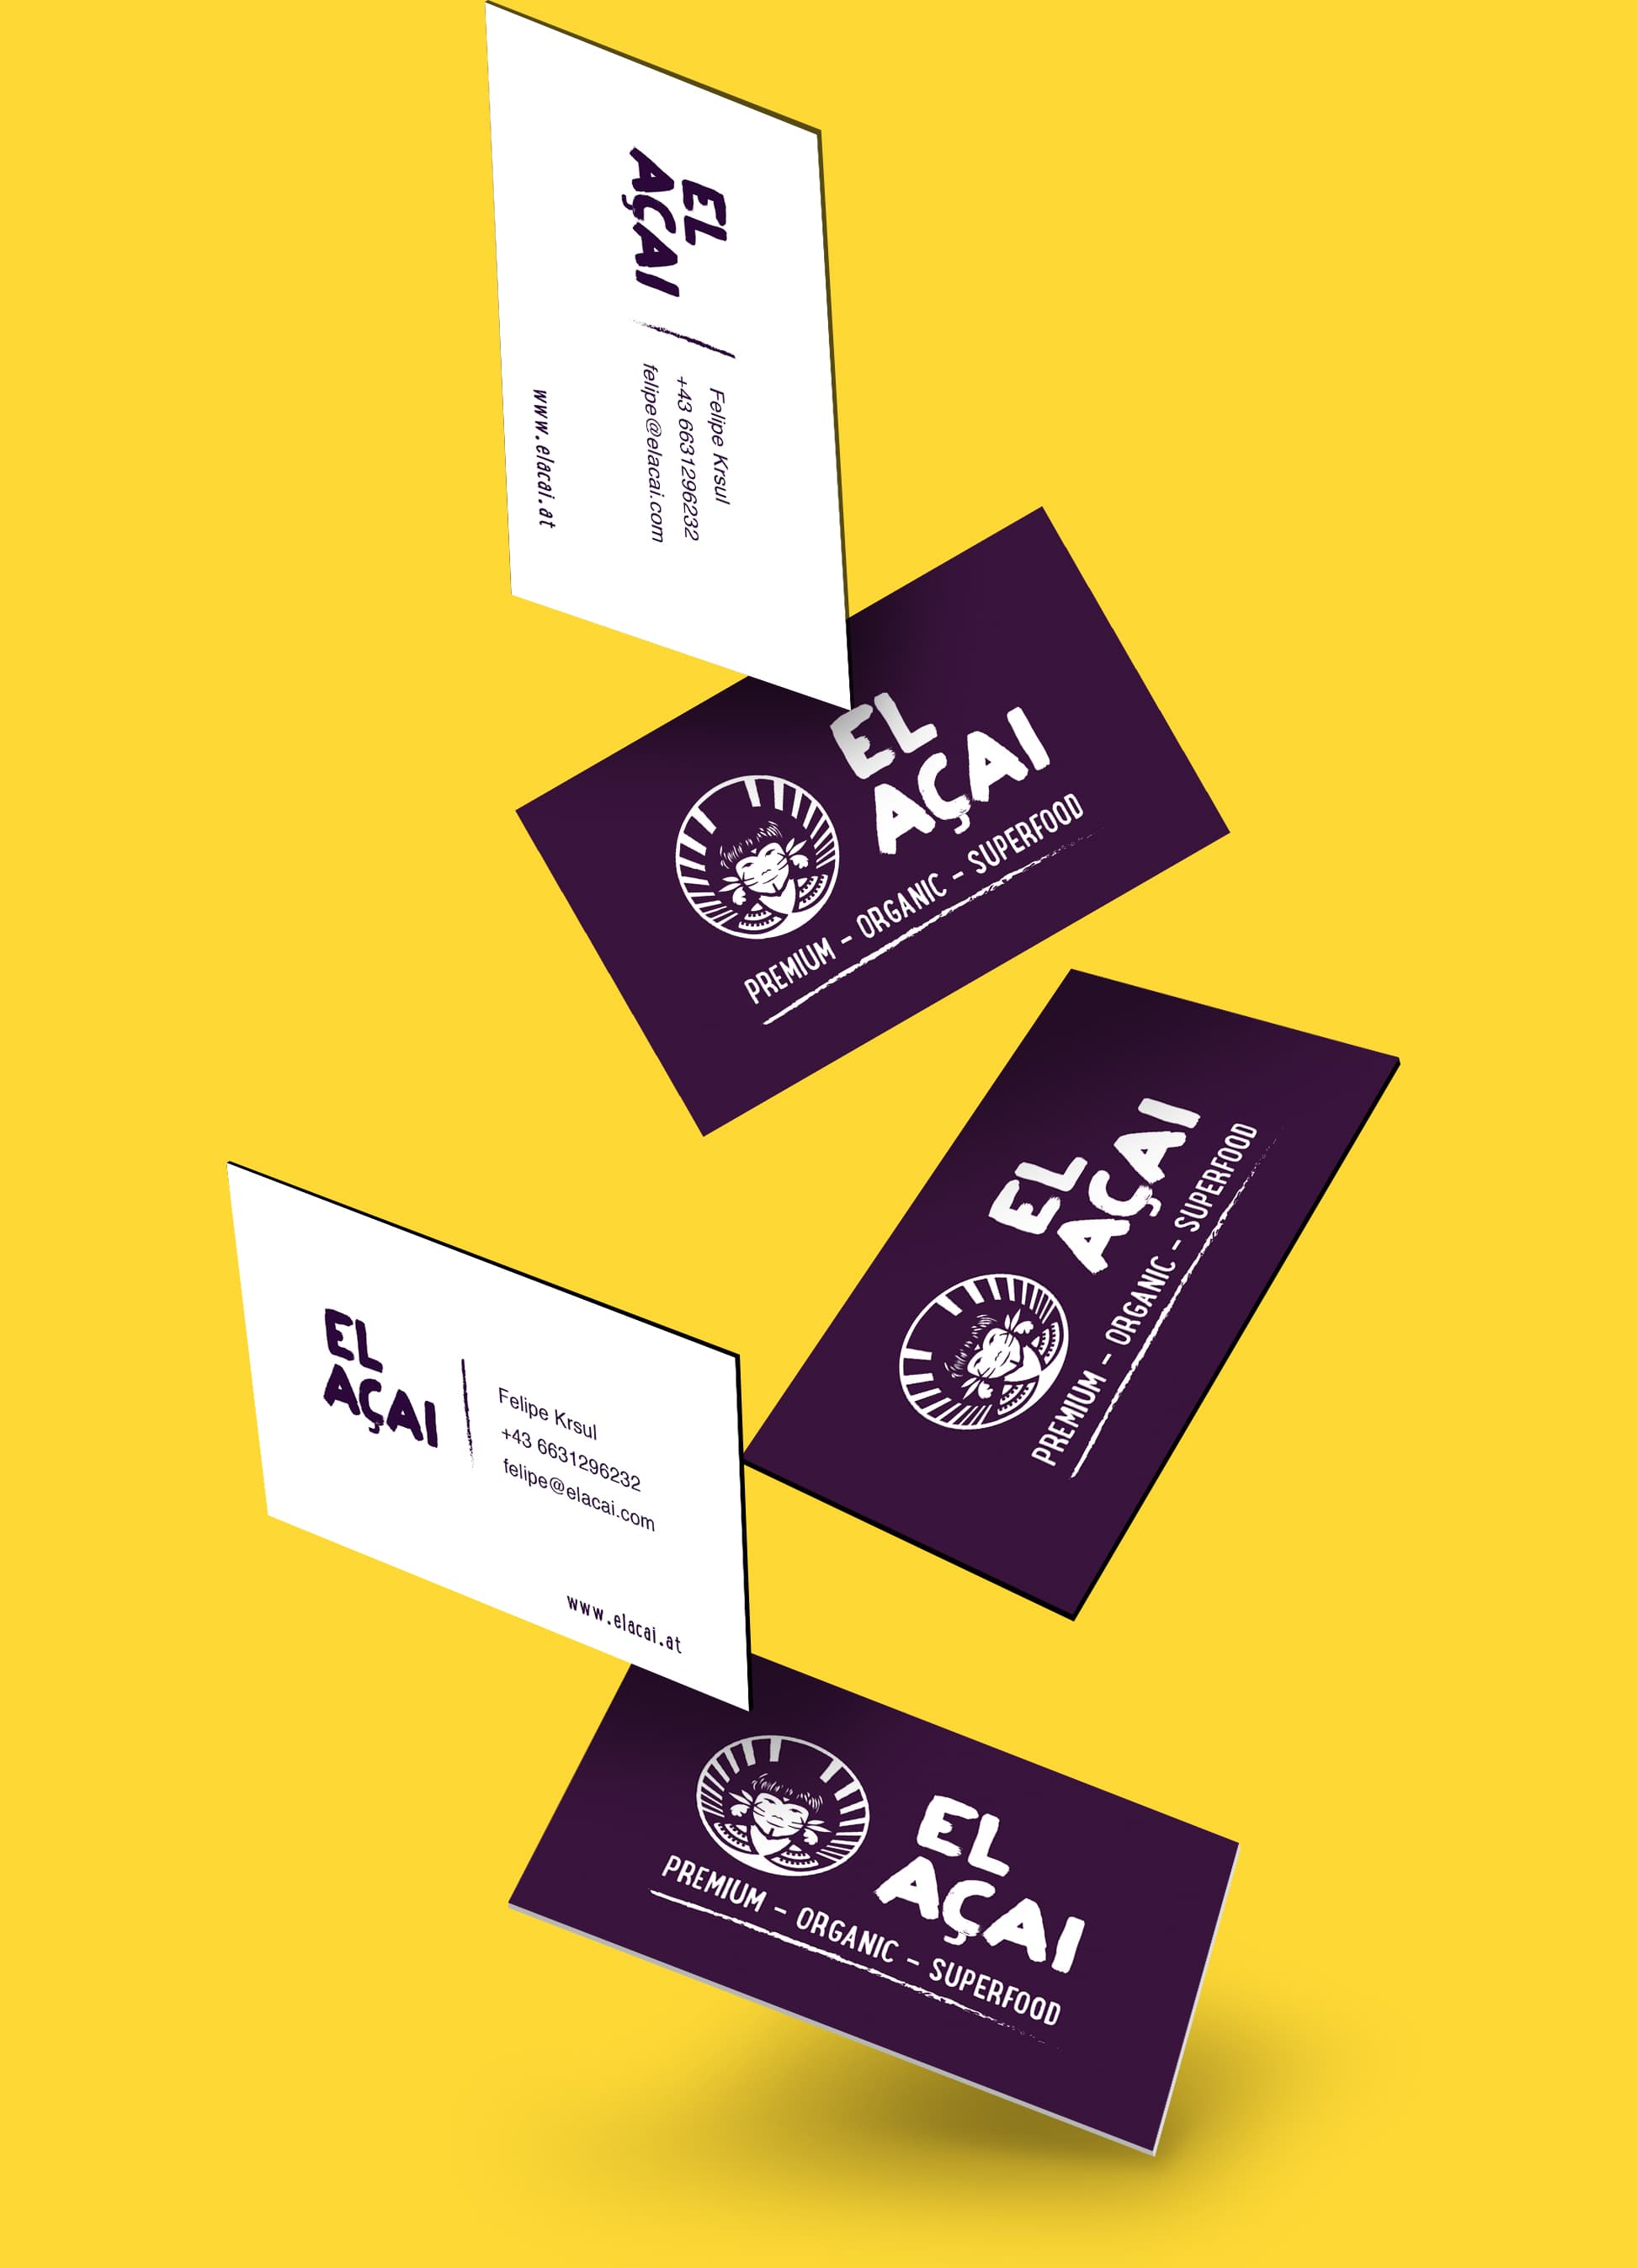 EL
AÇAI
Felipe Krsul
+43 6631296232
felipe@elacai.com
www.elacai.at
EL
AÇAI
PREMIUM - ORGANIC - SUPERFOOD
EL
AÇAI
PREMIUM - ORGANIC - SUPERFOOD
EL
AÇAI
Felipe Krsul
+43 6631296232
felipe@elacai.com
www.elacai.at
EL
AÇAI
PREMIUM - ORGANIC - SUPERFOOD